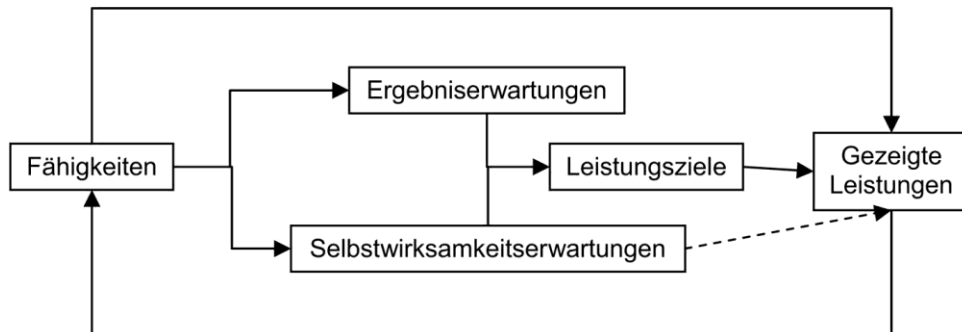 Ergebniserwartungen
Fähigkeiten
Leistungsziele
Gezeigte
Leistungen
Selbstwirksamkeitserwartungen